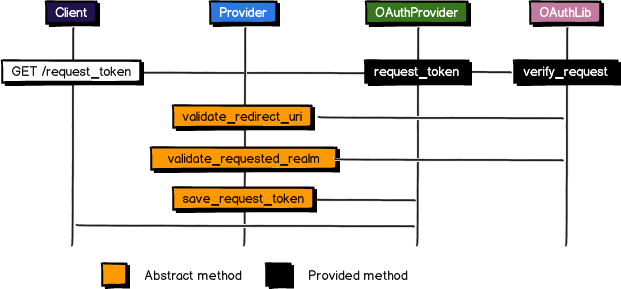 Client
Provider
OAuthProvider
OAuthLib
GET /request_token
request_token
verify_request
validate_redirect_uri
validate_requested_realm
save_request_token
Abstract method
Provided method